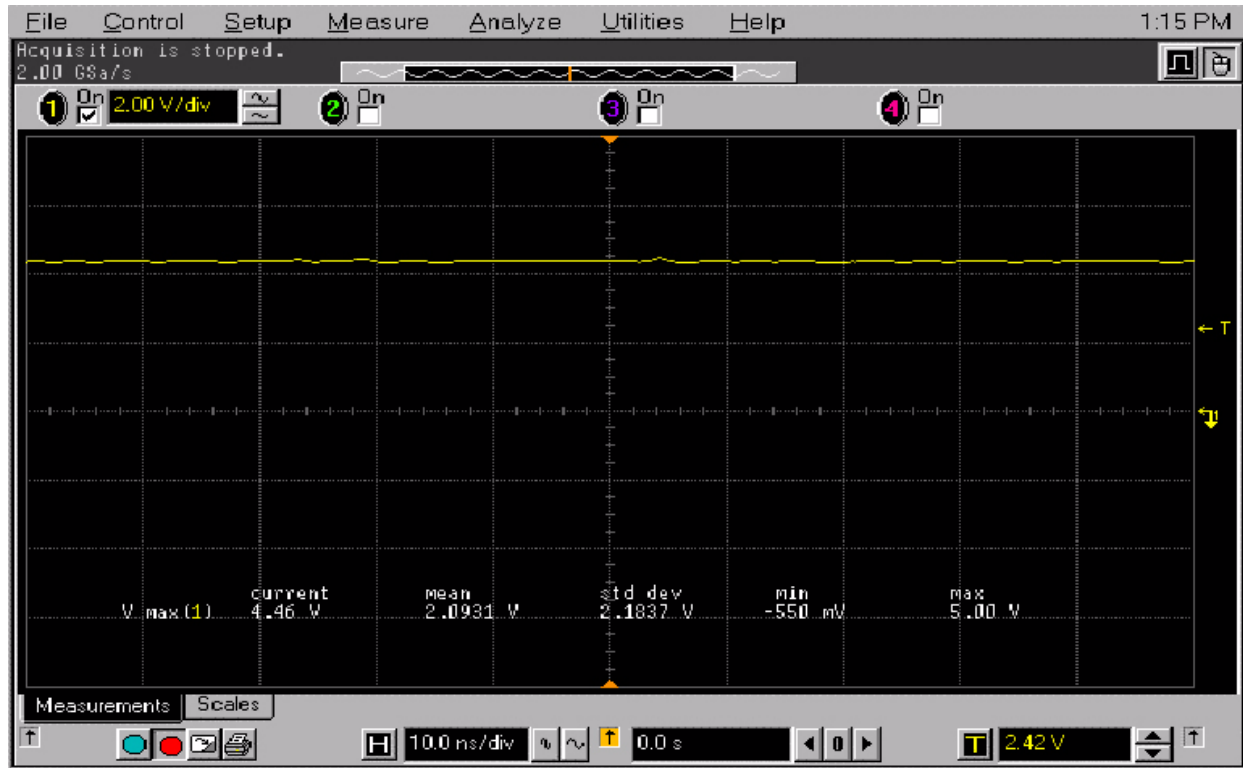 File Control Setup Measure Analyze Utilities Help 1:15 PM
Acquisition is stopped.
2.00 GSa/s
1 On 2.00 V/div 2 On 3 On 4 On
T
1
current mean std dev min max
V max(1) 4.46 V 2.0931 V 2.1837 V -550 mV 5.00 V
Measurements Scales
H 10.0 ns/div 0.0 s 0 T 2.42 V